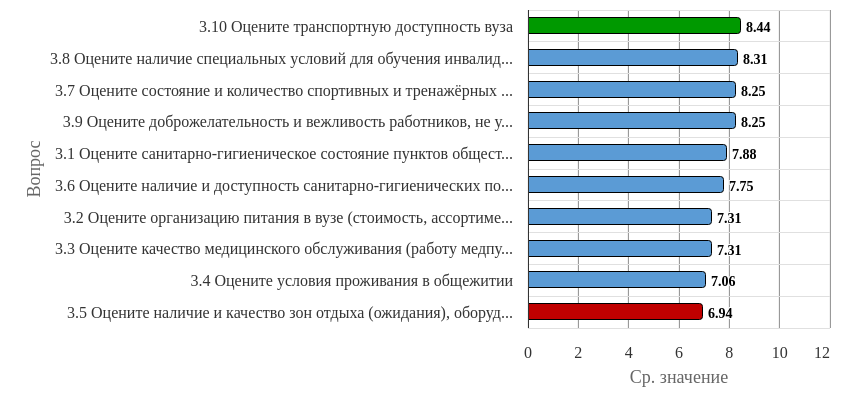 3.10 Оцените транспортную доступность вуза 8.44
3.8 Оцените наличие специальных условий для обучения инвалид... 8.31
3.7 Оцените состояние и количество спортивных и тренажёрных ... 8.25
3.9 Оцените доброжелательность и вежливость работников, не у... 8.25
3.1 Оцените санитарно-гигиеническое состояние пунктов общест... 7.88
3.6 Оцените наличие и доступность санитарно-гигиенических по... 7.75
3.2 Оцените организацию питания в вузе (стоимость, ассортиме... 7.31
3.3 Оцените качество медицинского обслуживания (работу медпу... 7.31
3.4 Оцените условия проживания в общежитии 7.06
3.5 Оцените наличие и качество зон отдыха (ожидания), оборуд... 6.94
Вопрос
0 2 4 6 8 10 12
Ср. значение